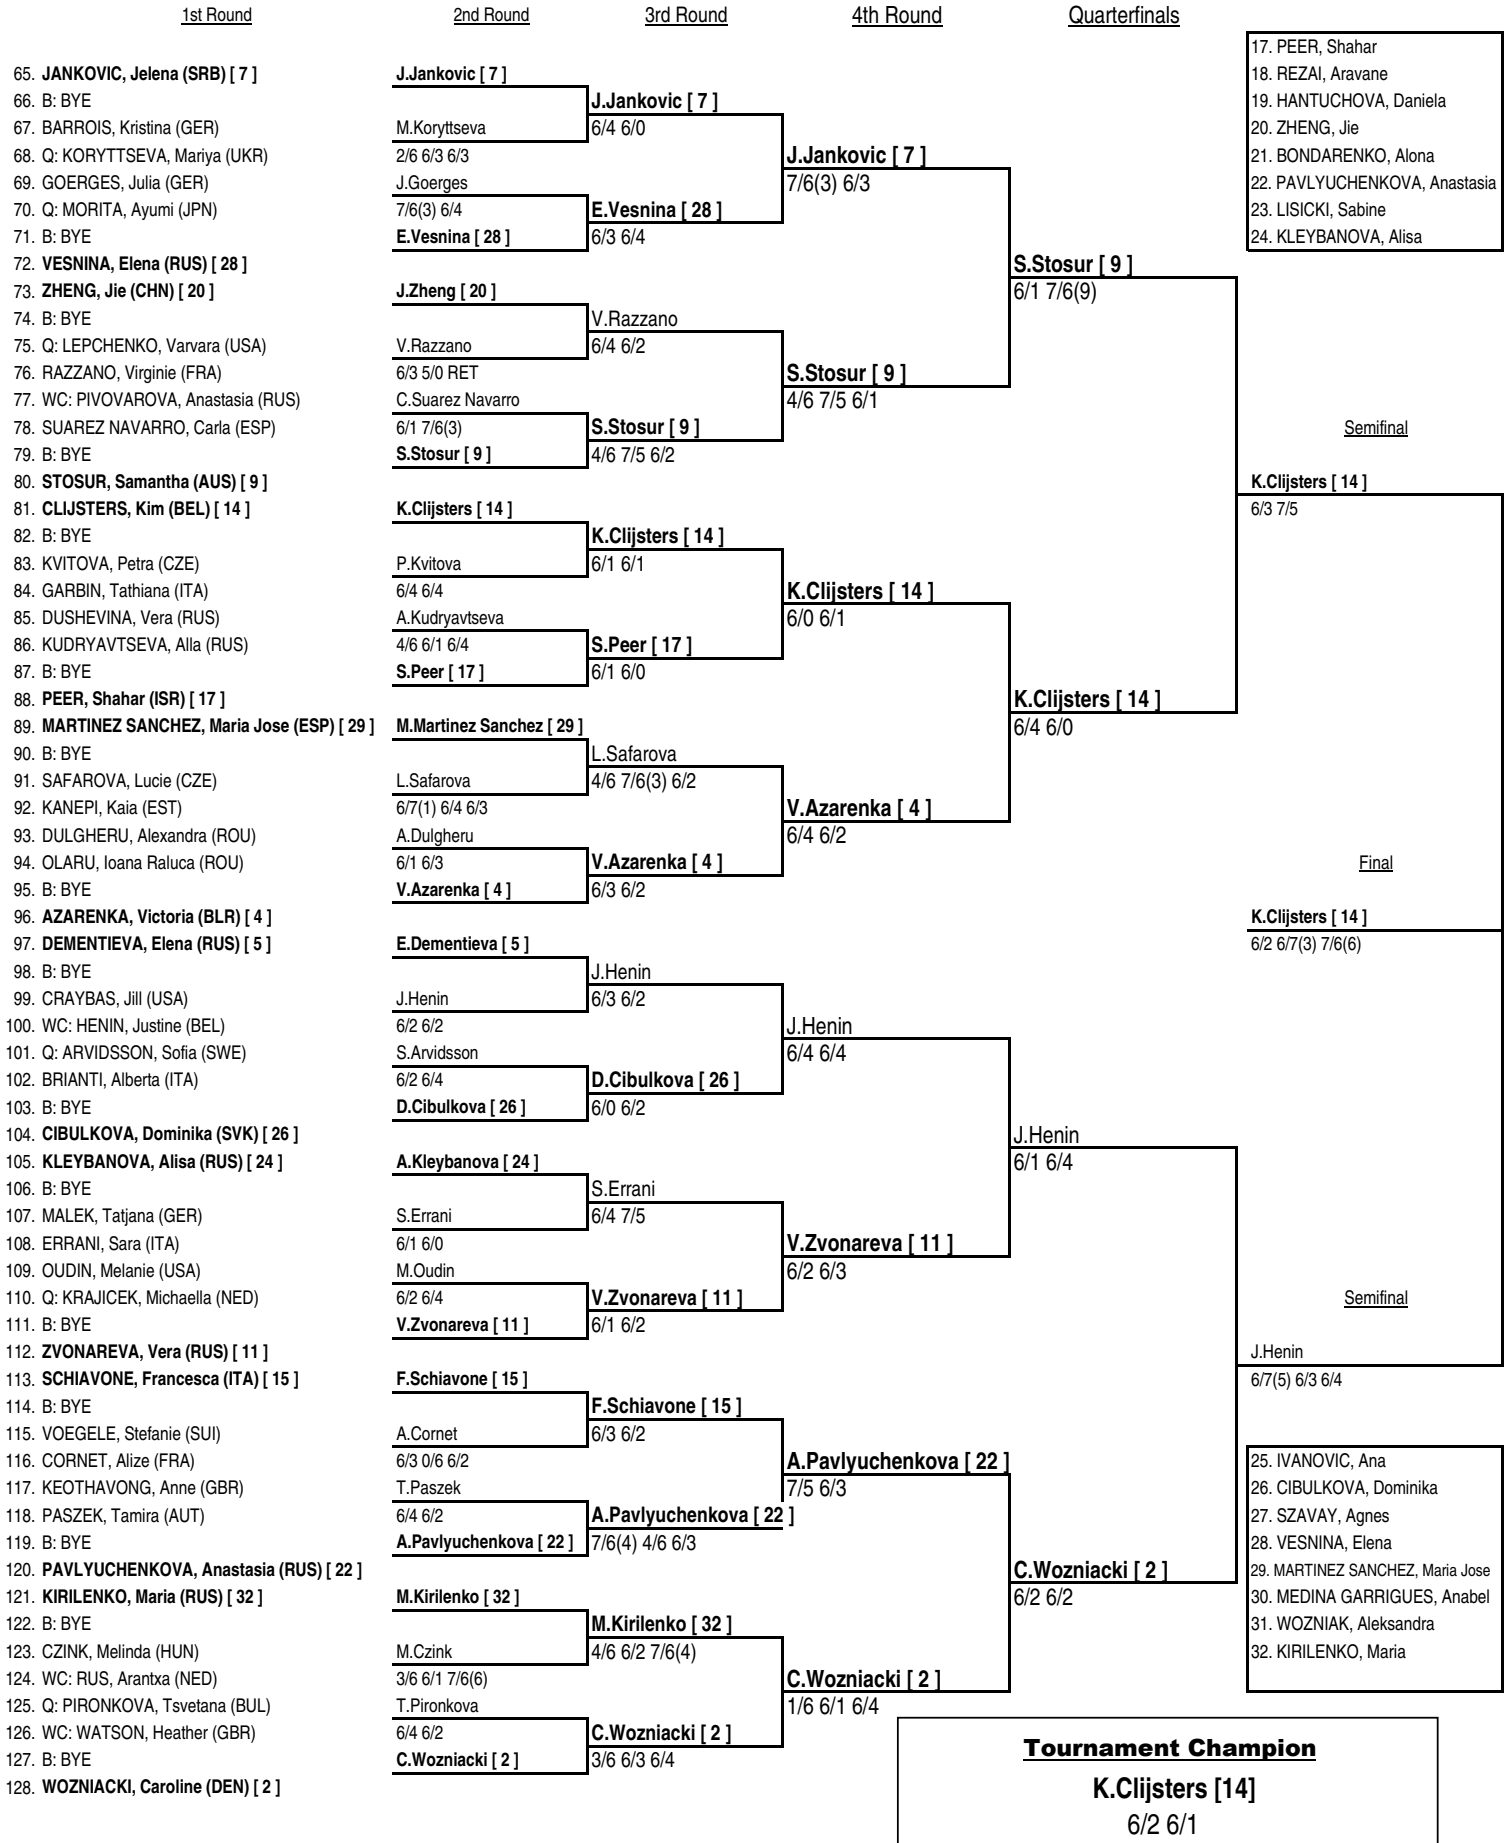 1st Round
2nd Round
3rd Round
4th Round
Quarterfinals
65. JANKOVIC, Jelena (SRB) [ 7 ]
66. B: BYE
67. BARROIS, Kristina (GER)
68. Q: KORYTTSEVA, Mariya (UKR)
69. GOERGES, Julia (GER)
70. Q: MORITA, Ayumi (JPN)
71. B: BYE
72. VESNINA, Elena (RUS) [ 28 ]
73. ZHENG, Jie (CHN) [ 20 ]
74. B: BYE
75. Q: LEPCHENKO, Varvara (USA)
76. RAZZANO, Virginie (FRA)
77. WC: PIVOVAROVA, Anastasia (RUS)
78. SUAREZ NAVARRO, Carla (ESP)
79. B: BYE
80. STOSUR, Samantha (AUS) [ 9 ]
81. CLIJSTERS, Kim (BEL) [ 14 ]
82. B: BYE
83. KVITOVA, Petra (CZE)
84. GARBIN, Tathiana (ITA)
85. DUSHEVINA, Vera (RUS)
86. KUDRYAVTSEVA, Alla (RUS)
87. B: BYE
88. PEER, Shahar (ISR) [ 17 ]
89. MARTINEZ SANCHEZ, Maria Jose (ESP) [ 29 ]
90. B: BYE
91. SAFAROVA, Lucie (CZE)
92. KANEPI, Kaia (EST)
93. DULGHERU, Alexandra (ROU)
94. OLARU, Ioana Raluca (ROU)
95. B: BYE
96. AZARENKA, Victoria (BLR) [ 4 ]
97. DEMENTIEVA, Elena (RUS) [ 5 ]
98. B: BYE
99. CRAYBAS, Jill (USA)
100. WC: HENIN, Justine (BEL)
101. Q: ARVIDSSON, Sofia (SWE)
102. BRIANTI, Alberta (ITA)
103. B: BYE
104. CIBULKOVA, Dominika (SVK) [ 26 ]
105. KLEYBANOVA, Alisa (RUS) [ 24 ]
106. B: BYE
107. MALEK, Tatjana (GER)
108. ERRANI, Sara (ITA)
109. OUDIN, Melanie (USA)
110. Q: KRAJICEK, Michaella (NED)
111. B: BYE
112. ZVONAREVA, Vera (RUS) [ 11 ]
113. SCHIAVONE, Francesca (ITA) [ 15 ]
114. B: BYE
115. VOEGELE, Stefanie (SUI)
116. CORNET, Alize (FRA)
117. KEOTHAVONG, Anne (GBR)
118. PASZEK, Tamira (AUT)
119. B: BYE
120. PAVLYUCHENKOVA, Anastasia (RUS) [ 22 ]
121. KIRILENKO, Maria (RUS) [ 32 ]
122. B: BYE
123. CZINK, Melinda (HUN)
124. WC: RUS, Arantxa (NED)
125. Q: PIRONKOVA, Tsvetana (BUL)
126. WC: WATSON, Heather (GBR)
127. B: BYE
128. WOZNIACKI, Caroline (DEN) [ 2 ]
J.Jankovic [ 7 ]
M.Koryttseva
2/6 6/3 6/3
J.Goerges
7/6(3) 6/4
E.Vesnina [ 28 ]
J.Zheng [ 20 ]
V.Razzano
6/3 5/0 RET
C.Suarez Navarro
6/1 7/6(3)
S.Stosur [ 9 ]
K.Clijsters [ 14 ]
P.Kvitova
6/4 6/4
A.Kudryavtseva
4/6 6/1 6/4
S.Peer [ 17 ]
M.Martinez Sanchez [ 29 ]
L.Safarova
6/7(1) 6/4 6/3
A.Dulgheru
6/1 6/3
V.Azarenka [ 4 ]
E.Dementieva [ 5 ]
J.Henin
6/2 6/2
S.Arvidsson
6/2 6/4
D.Cibulkova [ 26 ]
A.Kleybanova [ 24 ]
S.Errani
6/1 6/0
M.Oudin
6/2 6/4
V.Zvonareva [ 11 ]
F.Schiavone [ 15 ]
A.Cornet
6/3 0/6 6/2
T.Paszek
6/4 6/2
A.Pavlyuchenkova [ 22 ]
M.Kirilenko [ 32 ]
M.Czink
3/6 6/1 7/6(6)
T.Pironkova
6/4 6/2
C.Wozniacki [ 2 ]
J.Jankovic [ 7 ]
6/4 6/0
E.Vesnina [ 28 ]
6/3 6/4
V.Razzano
6/4 6/2
S.Stosur [ 9 ]
4/6 7/5 6/2
K.Clijsters [ 14 ]
6/1 6/1
S.Peer [ 17 ]
6/1 6/0
L.Safarova
4/6 7/6(3) 6/2
V.Azarenka [ 4 ]
6/3 6/2
J.Henin
6/3 6/2
D.Cibulkova [ 26 ]
6/0 6/2
S.Errani
6/4 7/5
V.Zvonareva [ 11 ]
6/1 6/2
F.Schiavone [ 15 ]
6/3 6/2
A.Pavlyuchenkova [ 22 ]
7/6(4) 4/6 6/3
M.Kirilenko [ 32 ]
4/6 6/2 7/6(4)
C.Wozniacki [ 2 ]
3/6 6/3 6/4
J.Jankovic [ 7 ]
7/6(3) 6/3
S.Stosur [ 9 ]
4/6 7/5 6/1
K.Clijsters [ 14 ]
6/0 6/1
V.Azarenka [ 4 ]
6/4 6/2
J.Henin
6/4 6/4
V.Zvonareva [ 11 ]
6/2 6/3
A.Pavlyuchenkova [ 22 ]
7/5 6/3
C.Wozniacki [ 2 ]
1/6 6/1 6/4
S.Stosur [ 9 ]
6/1 7/6(9)
K.Clijsters [ 14 ]
6/4 6/0
J.Henin
6/1 6/4
C.Wozniacki [ 2 ]
6/2 6/2
17. PEER, Shahar
18. REZAI, Aravane
19. HANTUCHOVA, Daniela
20. ZHENG, Jie
21. BONDARENKO, Alona
22. PAVLYUCHENKOVA, Anastasia
23. LISICKI, Sabine
24. KLEYBANOVA, Alisa
Semifinal
K.Clijsters [ 14 ]
6/3 7/5
Final
K.Clijsters [ 14 ]
6/2 6/7(3) 7/6(6)
Semifinal
J.Henin
6/7(5) 6/3 6/4
25. IVANOVIC, Ana
26. CIBULKOVA, Dominika
27. SZAVAY, Agnes
28. VESNINA, Elena
29. MARTINEZ SANCHEZ, Maria Jose
30. MEDINA GARRIGUES, Anabel
31. WOZNIAK, Aleksandra
32. KIRILENKO, Maria
Tournament Champion
K.Clijsters [14]
6/2 6/1